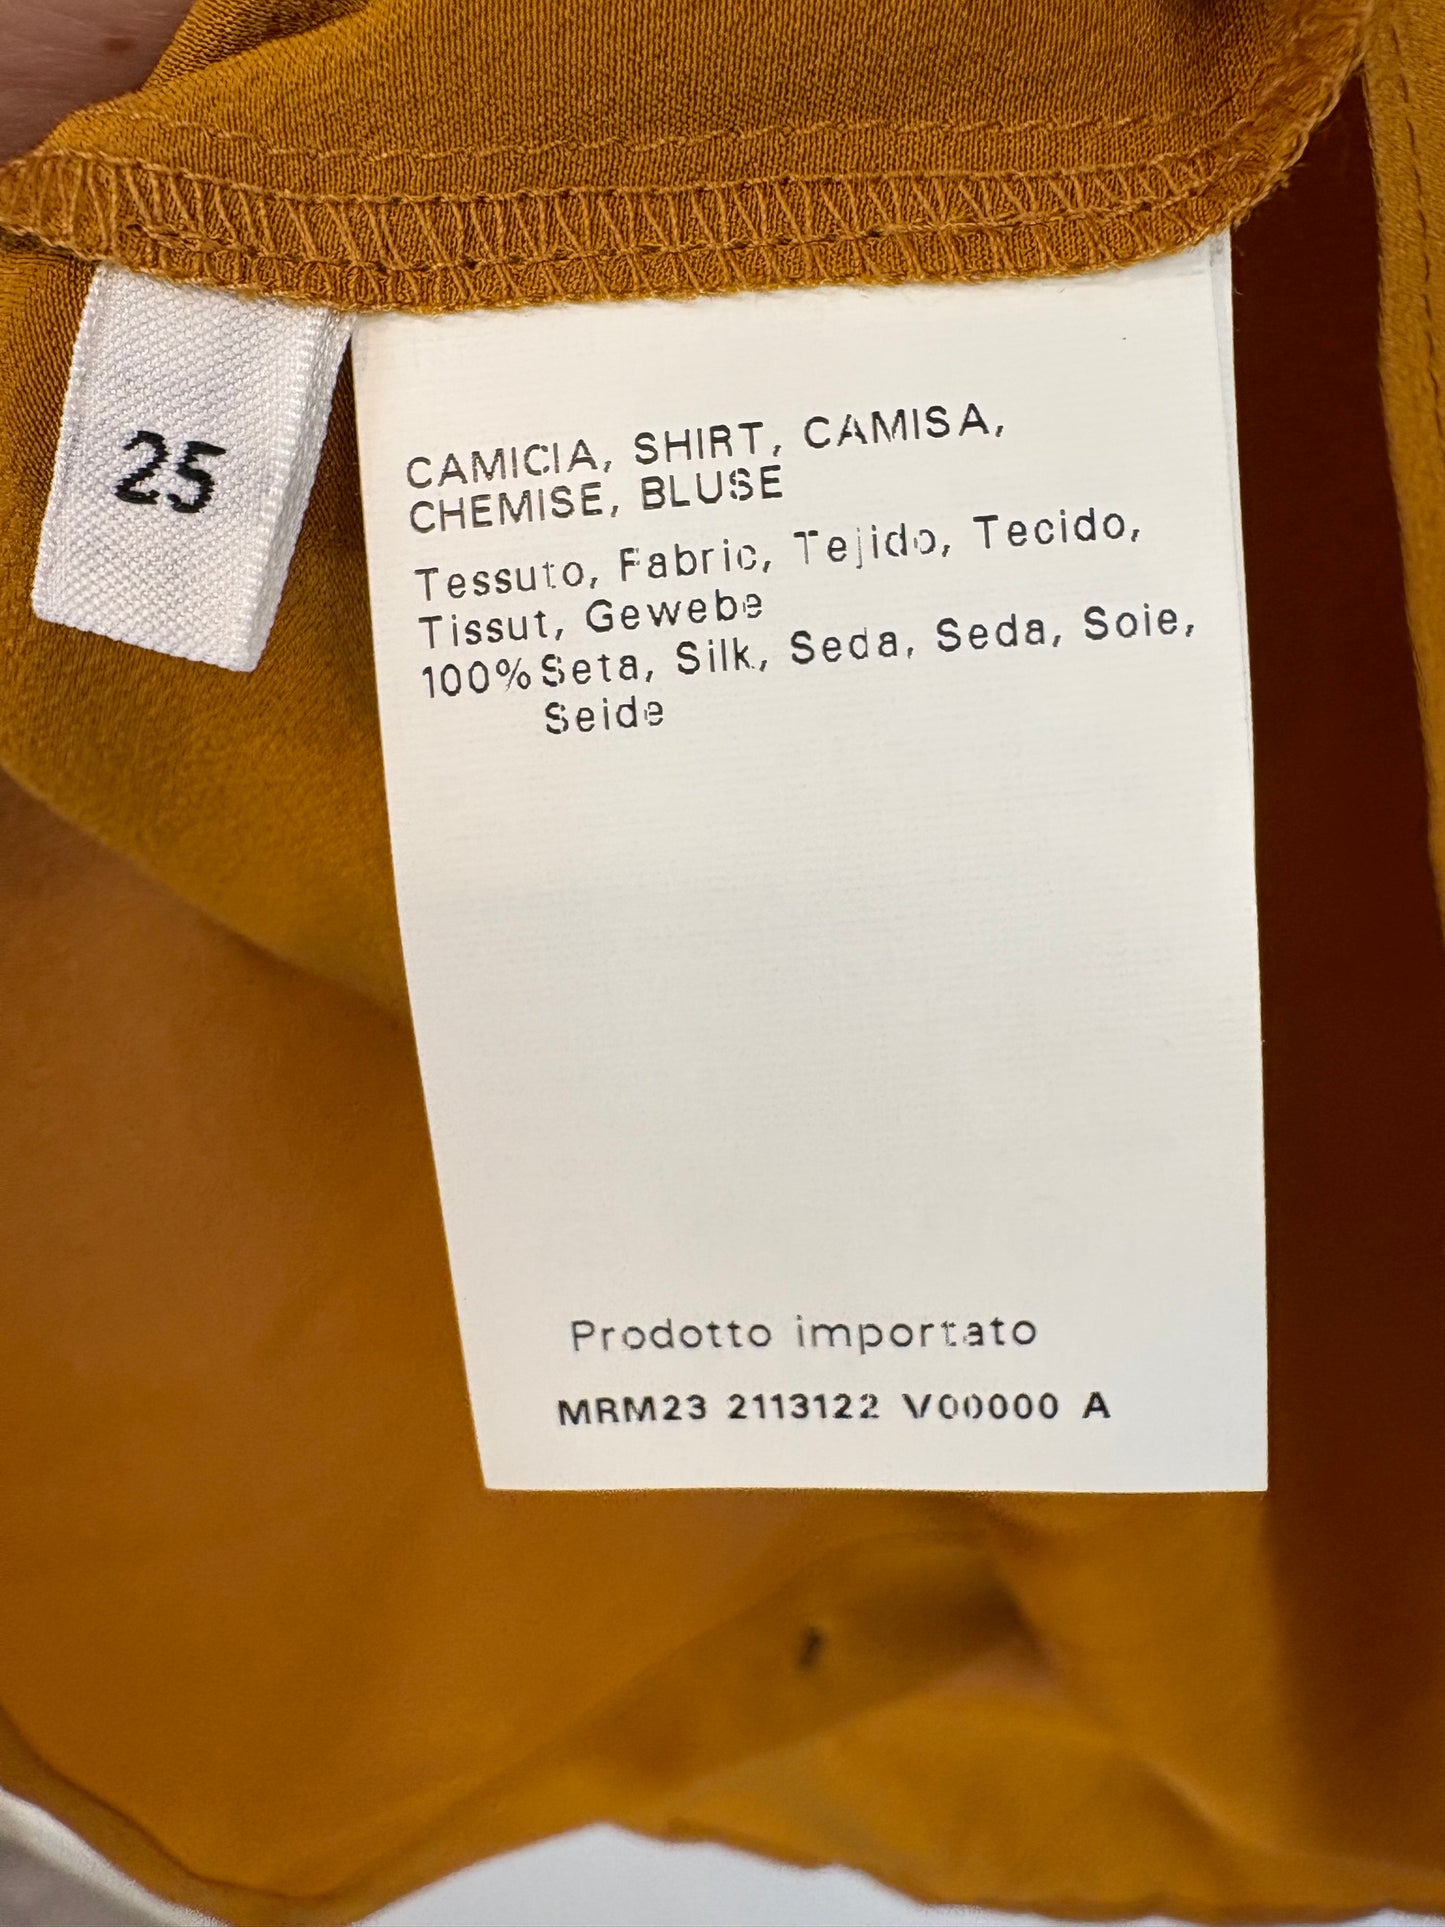 25
CAMICIA, SHIRT, CAMISA,
CHEMISE, BLUSE
Tessuto, Fabric, Tejido, Tecido,
Tissut, Gewebe
100% Seta, Silk, Seda, Seda, Soie,
Seide
Prodotto importato
MRM23 2113122 V00000 A